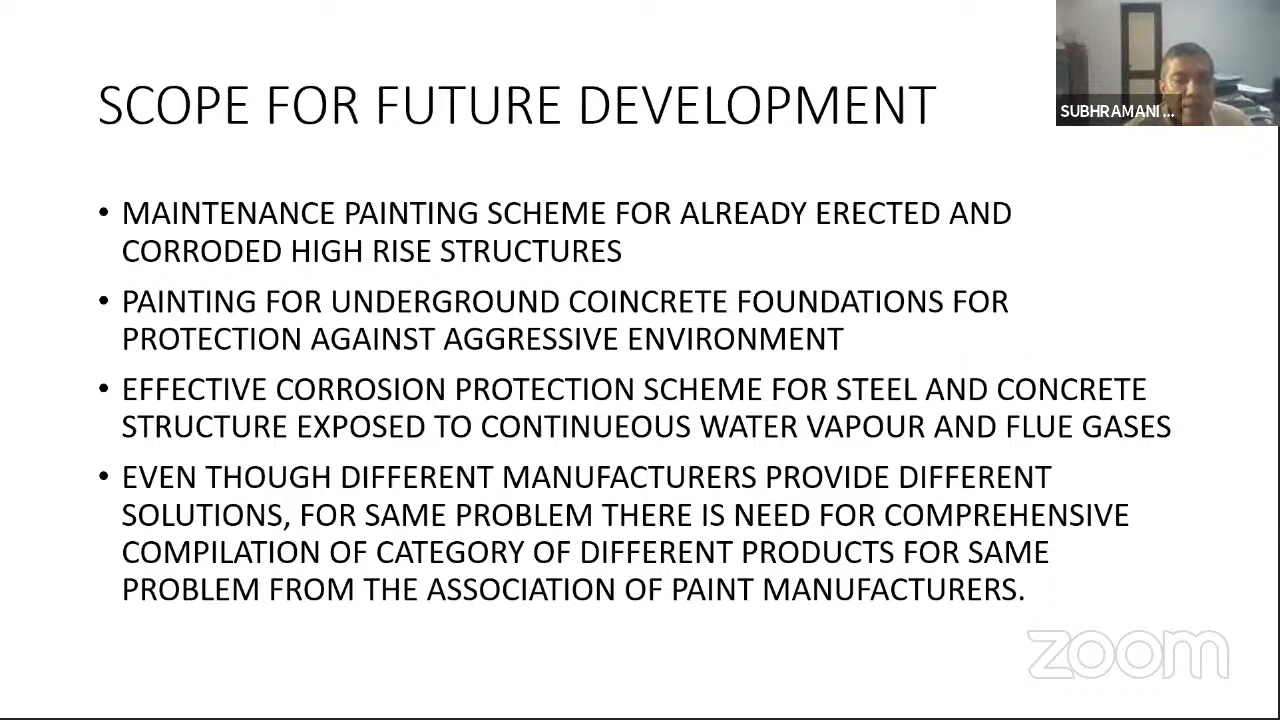 SCOPE FOR FUTURE DEVELOPMENT
SUBHRAMANI ...
• MAINTENANCE PAINTING SCHEME FOR ALREADY ERECTED AND
CORRODED HIGH RISE STRUCTURES
• PAINTING FOR UNDERGROUND COINCRETE FOUNDATIONS FOR
PROTECTION AGAINST AGGRESSIVE ENVIRONMENT
• EFFECTIVE CORROSION PROTECTION SCHEME FOR STEEL AND CONCRETE
STRUCTURE EXPOSED TO CONTINUEOUS WATER VAPOUR AND FLUE GASES
• EVEN THOUGH DIFFERENT MANUFACTURERS PROVIDE DIFFERENT
SOLUTIONS, FOR SAME PROBLEM THERE IS NEED FOR COMPREHENSIVE
COMPILATION OF CATEGORY OF DIFFERENT PRODUCTS FOR SAME
PROBLEM FROM THE ASSOCIATION OF PAINT MANUFACTURERS.
zoom